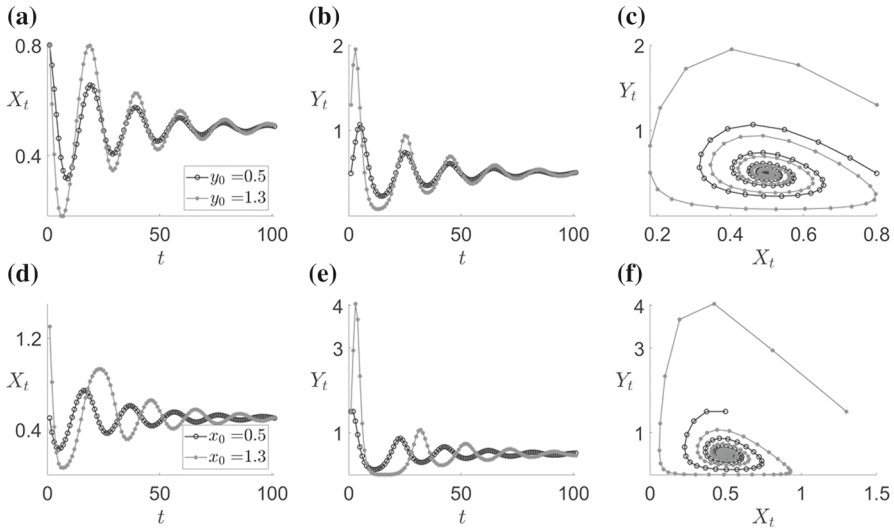 (a) (b) (c)
0.8 2 2
X_t Y_t Y_t
1 1
0.4
y_0 = 0.5
y_0 = 1.3
0 50 100 0 50 100 0.2 0.4 0.6 0.8
t t X_t
(d) (e) (f)
4 4
1.2
3 3
X_t Y_t Y_t
0.4 x_0 = 0.5 1 1
x_0 = 1.3
0 50 100 0 50 100 0 0.5 1 1.5
t t X_t